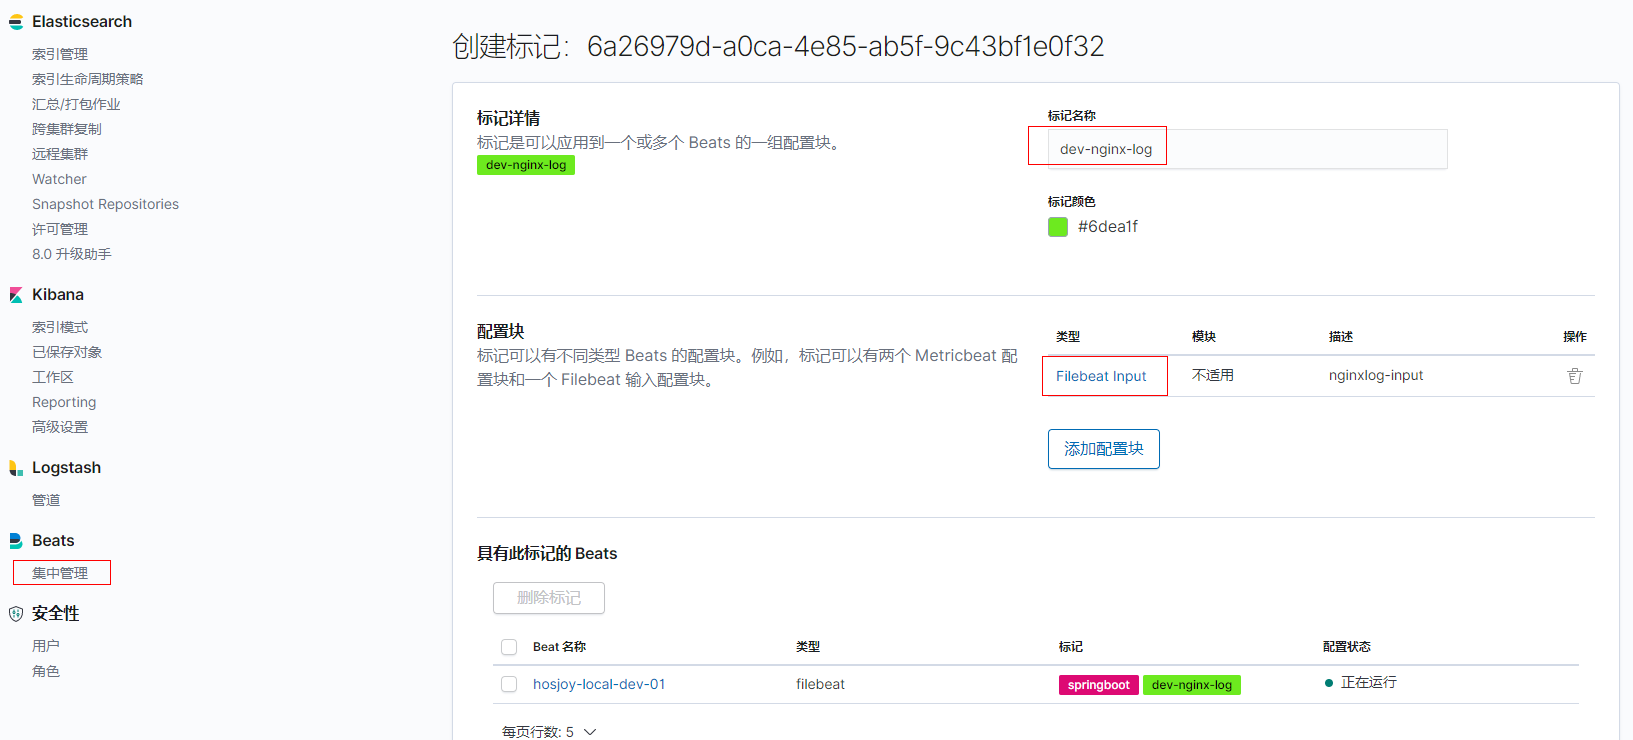 Elasticsearch
索引管理
索引生命周期策略
汇总/打包作业
跨集群复制
远程集群
Watcher
Snapshot Repositories
许可管理
8.0 升级助手
Kibana
索引模式
已保存对象
工作区
Reporting
高级设置
Logstash
管道
Beats
集中管理
安全性
用户
角色
创建标记：6a26979d-a0ca-4e85-ab5f-9c43bf1e0f32
标记详情
标记是可以应用到一个或多个 Beats 的一组配置块。
dev-nginx-log
标记名称
dev-nginx-log
标记颜色
#6dea1f
配置块
标记可以有不同类型 Beats 的配置块。例如，标记可以有两个 Metricbeat 配
置块和一个 Filebeat 输入配置块。
类型 模块 描述 操作
Filebeat Input 不适用 nginxlog-input
添加配置块
具有此标记的 Beats
删除标记
Beat 名称 类型 标记 配置状态
hosjoy-local-dev-01 filebeat springboot dev-nginx-log 正在运行
每页行数: 5